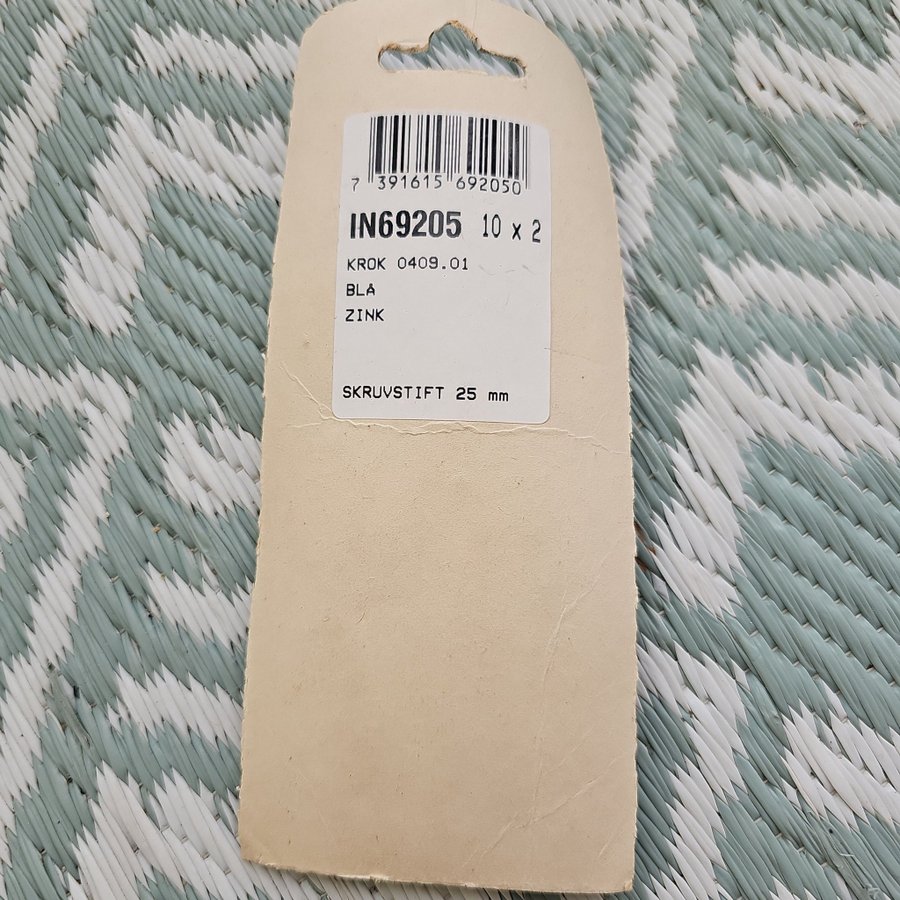 7 391615 692050
IN69205 10 x 2
KROK 0409.01
BLÅ
ZINK
SKRUVSTIFT 25 mm